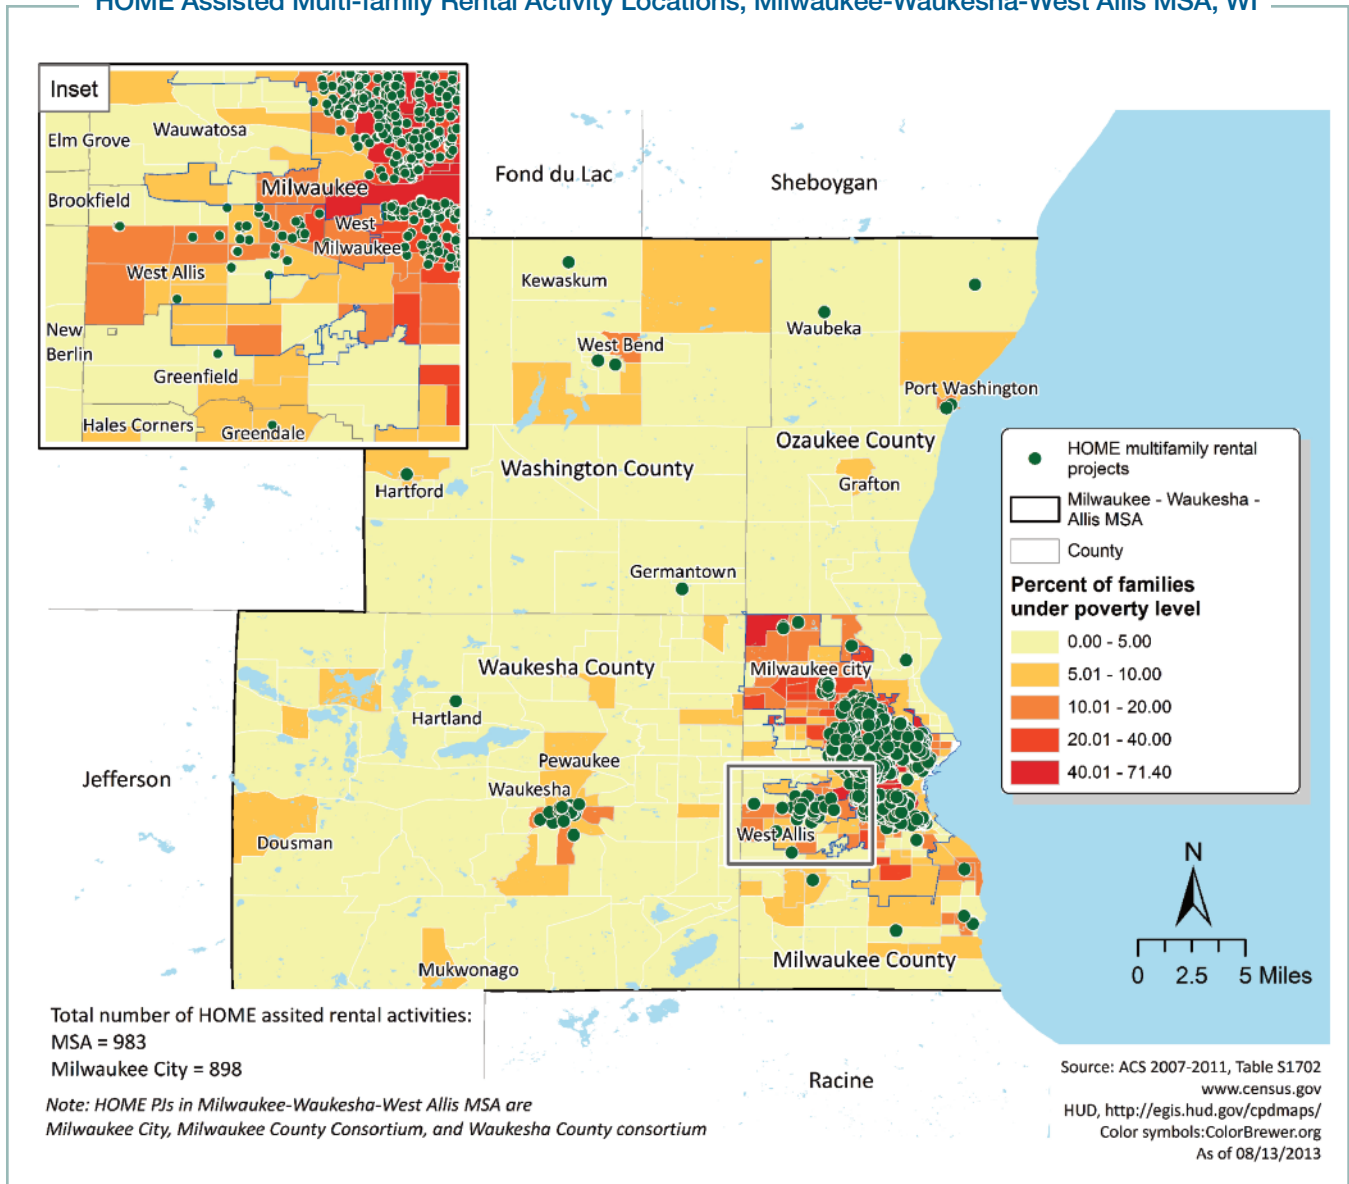 HOME Assisted Multi-family Rental Activity Locations, Milwaukee-Waukesha-West Allis MSA, WI
Inset
Elm Grove
Wauwatosa
Brookfield
Milwaukee
West
Milwaukee
West Allis
New
Berlin
Greenfield
Hales Corners
Greendale
Fond du Lac
Sheboygan
Kewaskum
Waubeka
West Bend
Port Washington
Ozaukee County
Washington County
Grafton
Hartford
Germantown
HOME multifamily rental
projects
Milwaukee - Waukesha -
Allis MSA
County
Percent of families
under poverty level
0.00 - 5.00
5.01 - 10.00
10.01 - 20.00
20.01 - 40.00
40.01 - 71.40
Waukesha County
Milwaukee city
Hartland
Jefferson
Pewaukee
Waukesha
Dousman
West Allis
Mukwonago
Milwaukee County
N
0 2.5 5 Miles
Total number of HOME assited rental activities:
MSA = 983
Milwaukee City = 898
Racine
Note: HOME PJs in Milwaukee-Waukesha-West Allis MSA are
Milwaukee City, Milwaukee County Consortium, and Waukesha County consortium
Source: ACS 2007-2011, Table S1702
www.census.gov
HUD, http://egis.hud.gov/cpdmaps/
Color symbols:ColorBrewer.org
As of 08/13/2013